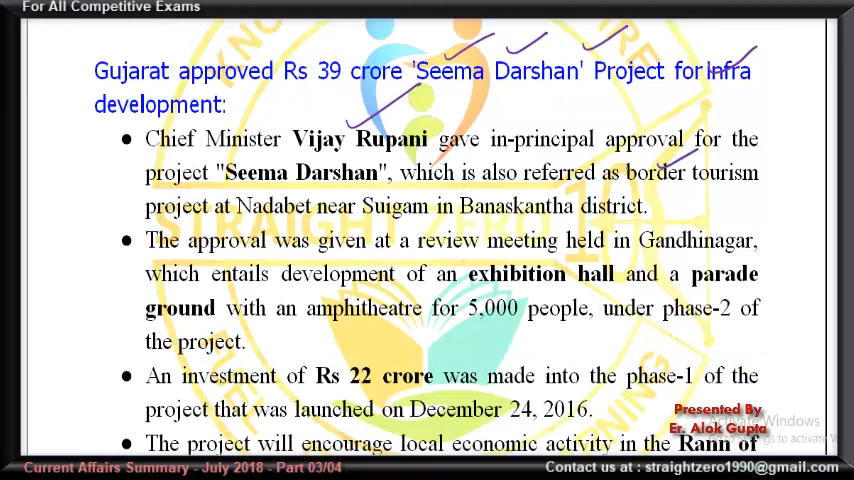 For All Competitive Exams
Gujarat approved Rs 39 crore 'Seema Darshan' Project for Infra
development:
● Chief Minister Vijay Rupani gave in-principal approval for the
project "Seema Darshan", which is also referred as border tourism
project at Nadabet near Suigam in Banaskantha district.
● The approval was given at a review meeting held in Gandhinagar,
which entails development of an exhibition hall and a parade
ground with an amphitheatre for 5,000 people, under phase-2 of
the project.
● An investment of Rs 22 crore was made into the phase-1 of the
project that was launched on December 24, 2016.
● The project will encourage local economic activity in the Rann of
STRAIGHT ZERO
Presented By
Er. Alok Gupta
Activate Windows
Current Affairs Summary - July 2018 - Part 03/04
Contact us at : straightzero1990@gmail.com